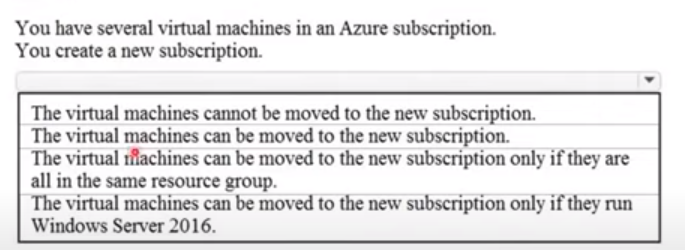 You have several virtual machines in an Azure subscription.
You create a new subscription.
The virtual machines cannot be moved to the new subscription.
The virtual machines can be moved to the new subscription.
The virtual machines can be moved to the new subscription only if they are
all in the same resource group.
The virtual machines can be moved to the new subscription only if they run
Windows Server 2016.